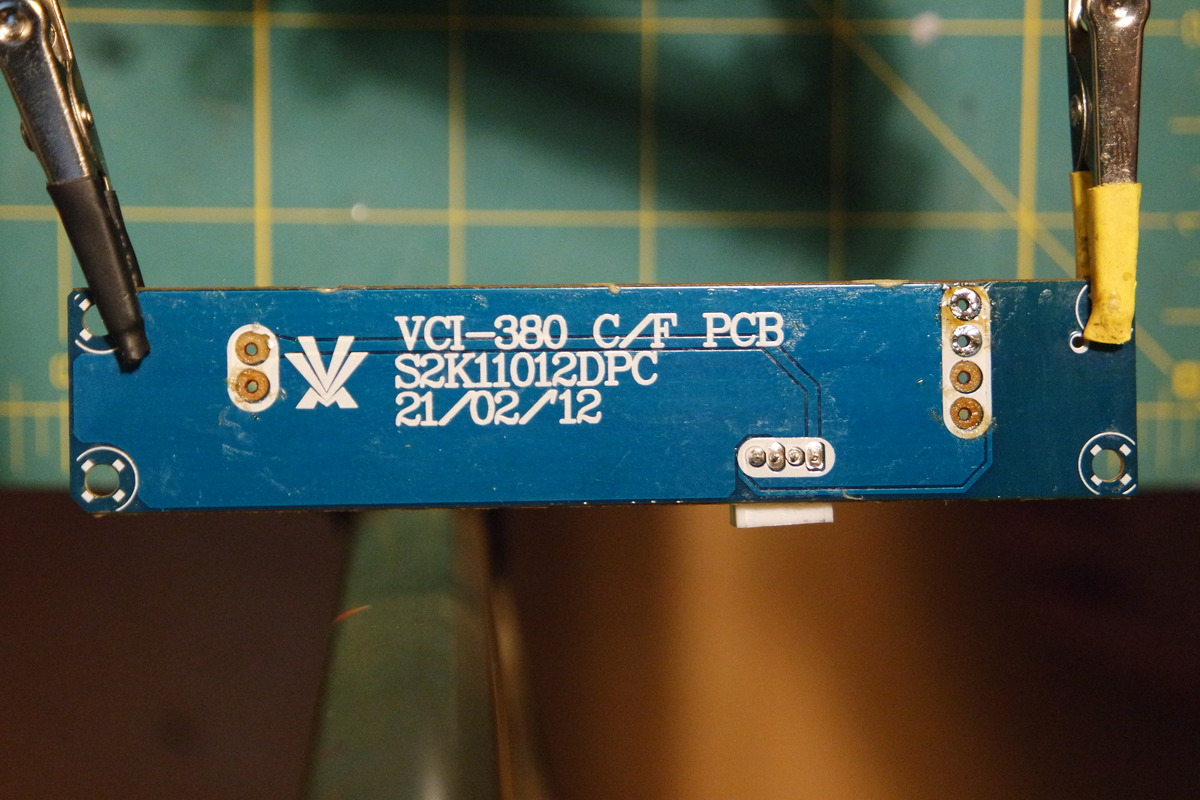 VCI-380 C/F PCB
S2K11012DPC
21/02/12